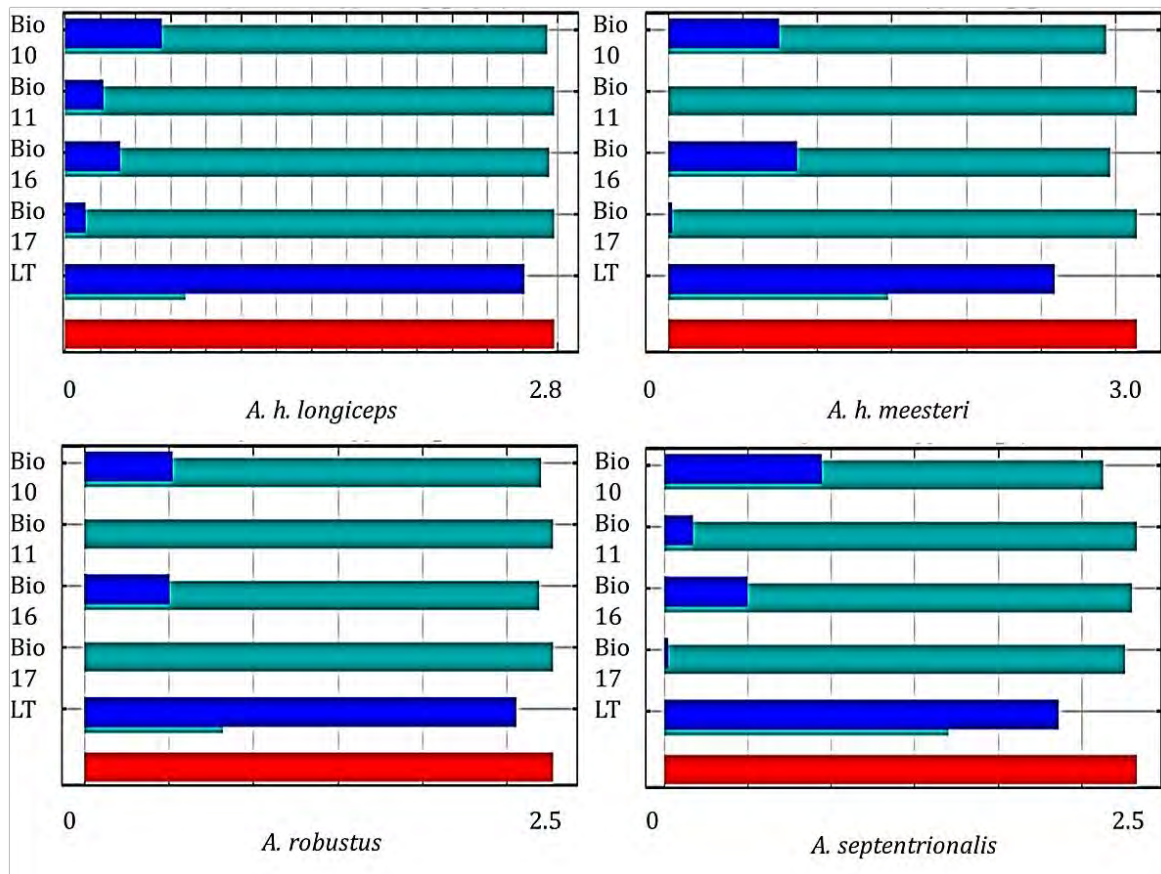 Bio
10
Bio
11
Bio
16
Bio
17
LT
0 2.8
A. h. longiceps
Bio
10
Bio
11
Bio
16
Bio
17
LT
0 3.0
A. h. meesteri
Bio
10
Bio
11
Bio
16
Bio
17
LT
0 2.5
A. robustus
Bio
10
Bio
11
Bio
16
Bio
17
LT
0 2.5
A. septentrionalis